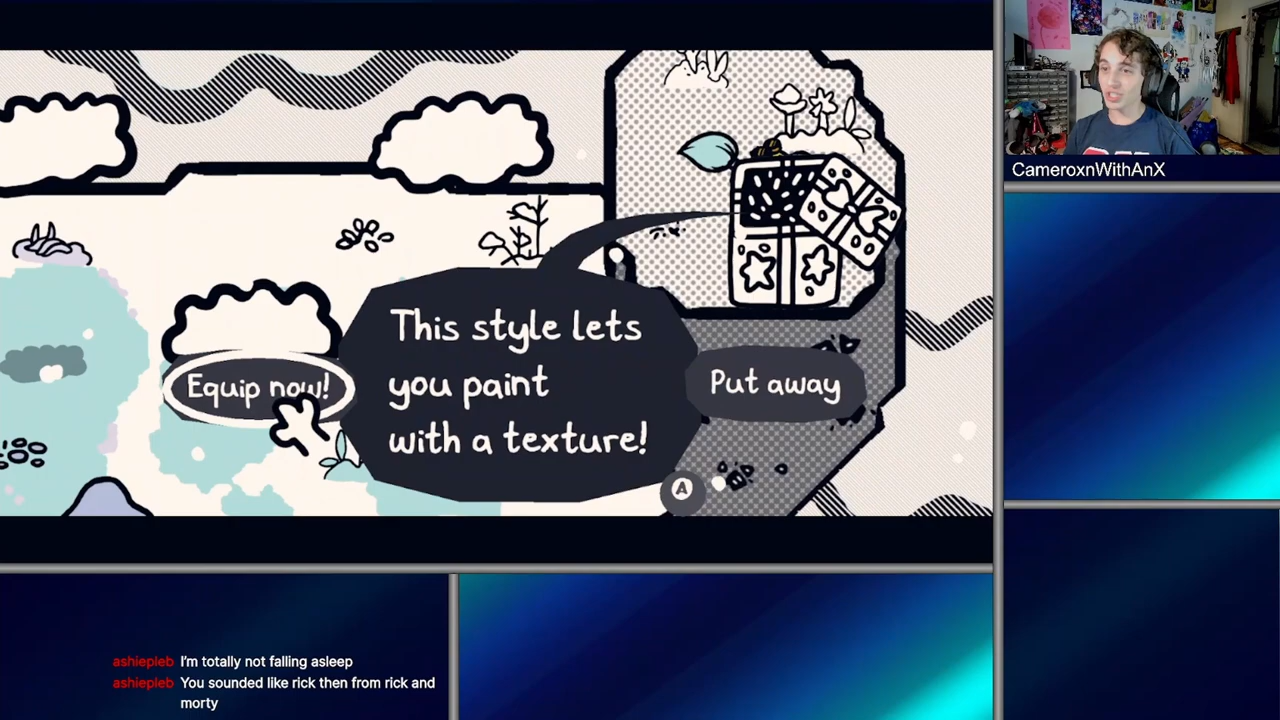 CameroxnWithAnX
This style lets
you paint
with a texture!
Equip now!
Put away
A
ashiepleb I'm totally not falling asleep
ashiepleb You sounded like rick then from rick and
morty